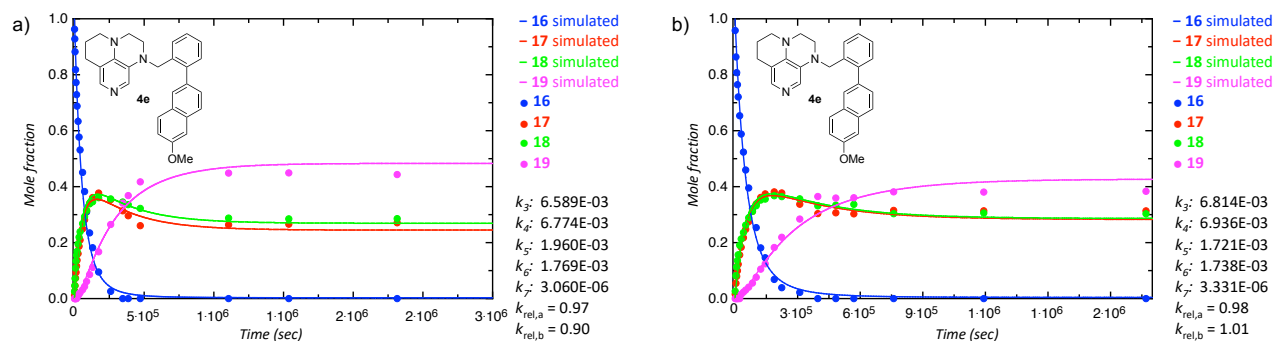 a)
Mole fraction
1.0
0.8
0.6
0.4
0.2
0.0
N
N
N
4e
OMe
0
5·10⁵
1·10⁶
2·10⁶
2·10⁶
3·10⁶
Time (sec)
– 16 simulated
– 17 simulated
– 18 simulated
– 19 simulated
16
17
18
19
k₃: 6.589E-03
k₄: 6.774E-03
k₅: 1.960E-03
k₆: 1.769E-03
k₇: 3.060E-06
k_rel,a = 0.97
k_rel,b = 0.90
b)
Mole fraction
1.0
0.8
0.6
0.4
0.2
0.0
N
N
N
4e
OMe
0
3·10⁵
6·10⁵
9·10⁵
1·10⁶
1·10⁶
2·10⁶
Time (sec)
– 16 simulated
– 17 simulated
– 18 simulated
– 19 simulated
16
17
18
19
k₃: 6.814E-03
k₄: 6.936E-03
k₅: 1.721E-03
k₆: 1.738E-03
k₇: 3.331E-06
k_rel,a = 0.98
k_rel,b = 1.01